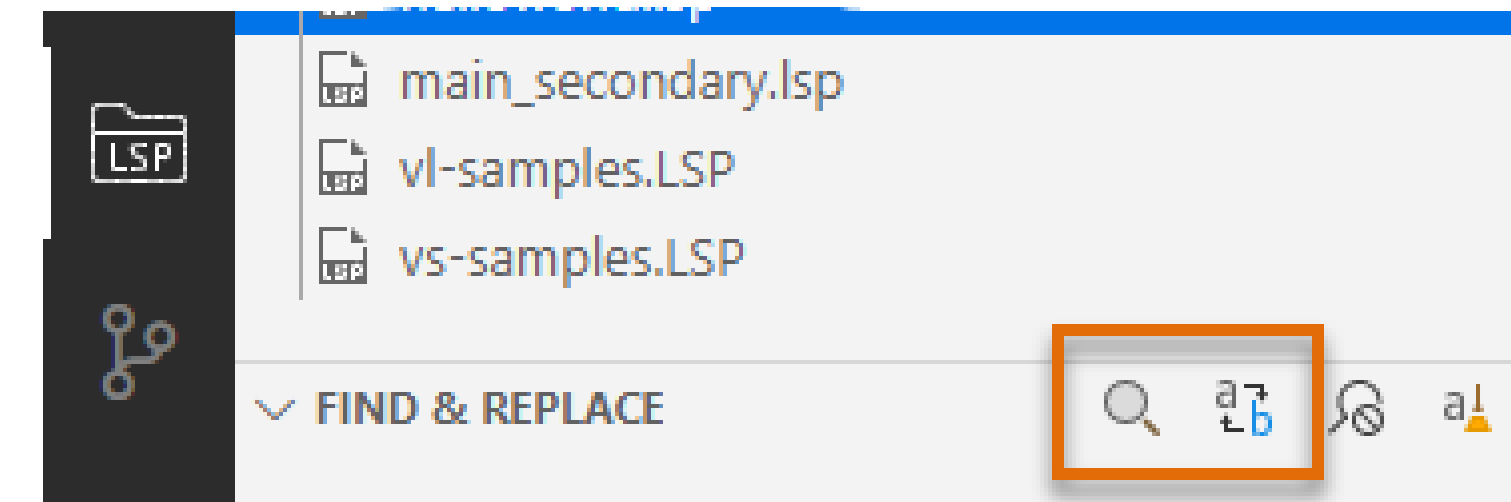 main_secondary.lsp
LSP
vl-samples.LSP
vs-samples.LSP
FIND & REPLACE